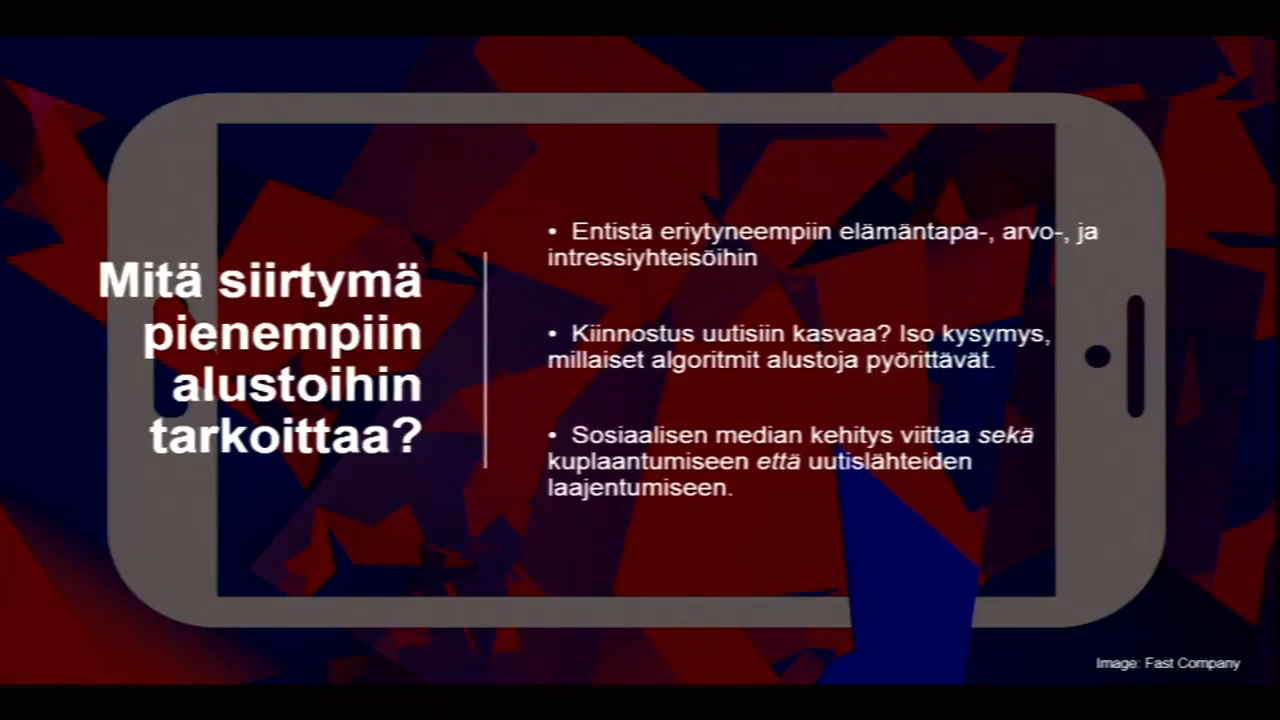 Mitä siirtymä
pienempiin
alustoihin
tarkoittaa?
• Entistä eriytyneempiin elämäntapa-, arvo-, ja
intressiyhteisöihin
• Kiinnostus uutisiin kasvaa? Iso kysymys,
millaiset algoritmit alustoja pyörittävät.
• Sosiaalisen median kehitys viittaa sekä
kuplaantumiseen että uutislähteiden
laajentumiseen.
Image: Fast Company